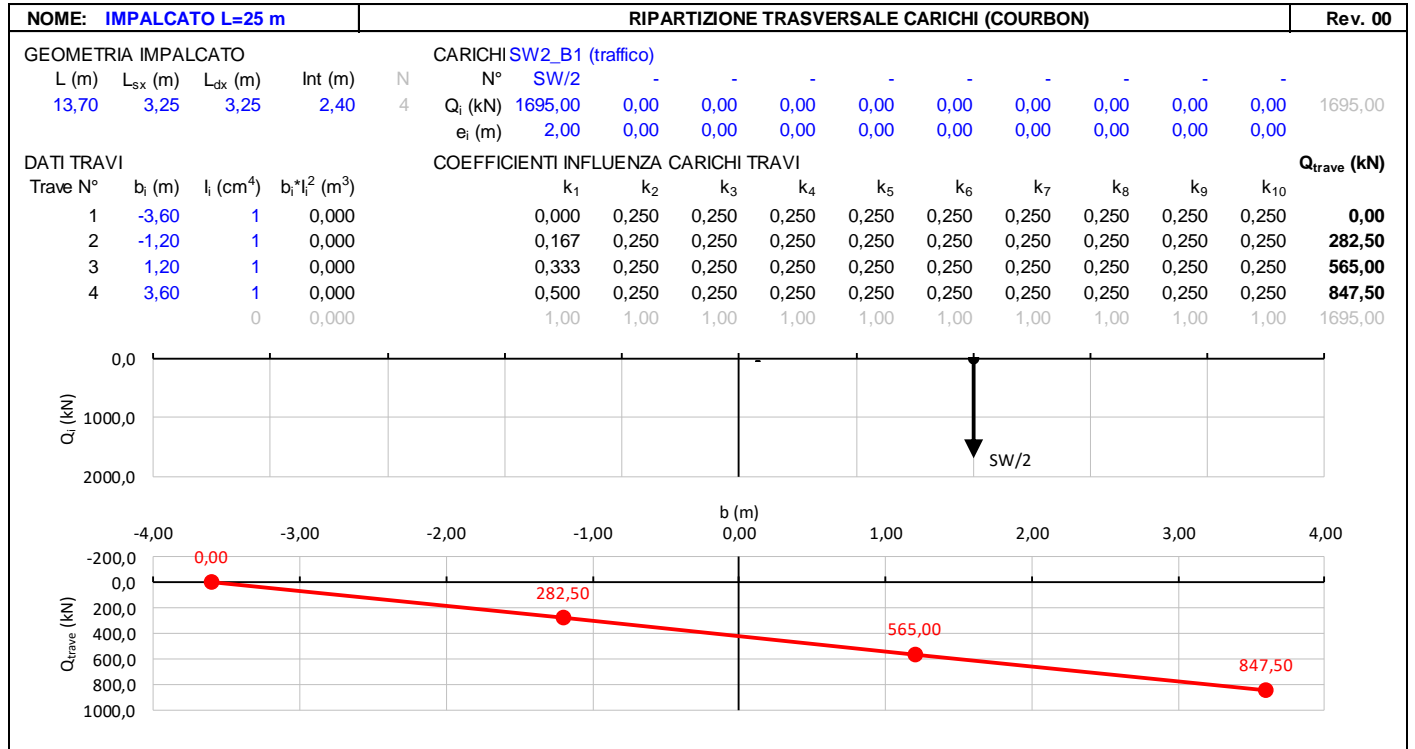 NOME: IMPALCATO L=25 m RIPARTIZIONE TRASVERSALE CARICHI (COURBON) Rev. 00
GEOMETRIA IMPALCATO CARICHI SW2_B1 (traffico)
L (m) Lsx (m) Ldx (m) Int (m) N N° SW/2 - - - - - - - - -
13,70 3,25 3,25 2,40 4 Qi (kN) 1695,00 0,00 0,00 0,00 0,00 0,00 0,00 0,00 0,00 0,00 1695,00
ei (m) 2,00 0,00 0,00 0,00 0,00 0,00 0,00 0,00 0,00 0,00
DATI TRAVI COEFFICIENTI INFLUENZA CARICHI TRAVI Qtrave (kN)
Trave N° bi (m) Ii (cm⁴) bi*Ii² (m³) k1 k2 k3 k4 k5 k6 k7 k8 k9 k10
1 -3,60 1 0,000 0,000 0,250 0,250 0,250 0,250 0,250 0,250 0,250 0,250 0,250 0,00
2 -1,20 1 0,000 0,167 0,250 0,250 0,250 0,250 0,250 0,250 0,250 0,250 0,250 282,50
3 1,20 1 0,000 0,333 0,250 0,250 0,250 0,250 0,250 0,250 0,250 0,250 0,250 565,00
4 3,60 1 0,000 0,500 0,250 0,250 0,250 0,250 0,250 0,250 0,250 0,250 0,250 847,50
0 0,000 1,00 1,00 1,00 1,00 1,00 1,00 1,00 1,00 1,00 1,00 1695,00
0,0
1000,0
2000,0
Qi (kN)
-
SW/2
b (m)
-4,00 -3,00 -2,00 -1,00 0,00 1,00 2,00 3,00 4,00
-200,0
0,0
200,0
400,0
600,0
800,0
1000,0
Qtrave (kN)
0,00
282,50
565,00
847,50